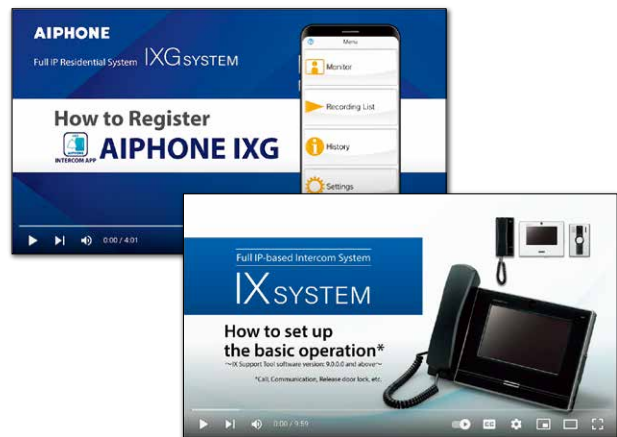 AIPHONE
Full IP Residential System IXG SYSTEM
How to Register
INTERCOM APP
AIPHONE IXG
Menu
Monitor
Recording List
History
Settings
0:00 / 4:01
Full IP-based Intercom System
IX SYSTEM
How to set up
the basic operation*
~IX Support Tool software version: 9.0.0.0 and above~
*Call, Communication, Release door lock, etc.
0:00 / 9:59
CC